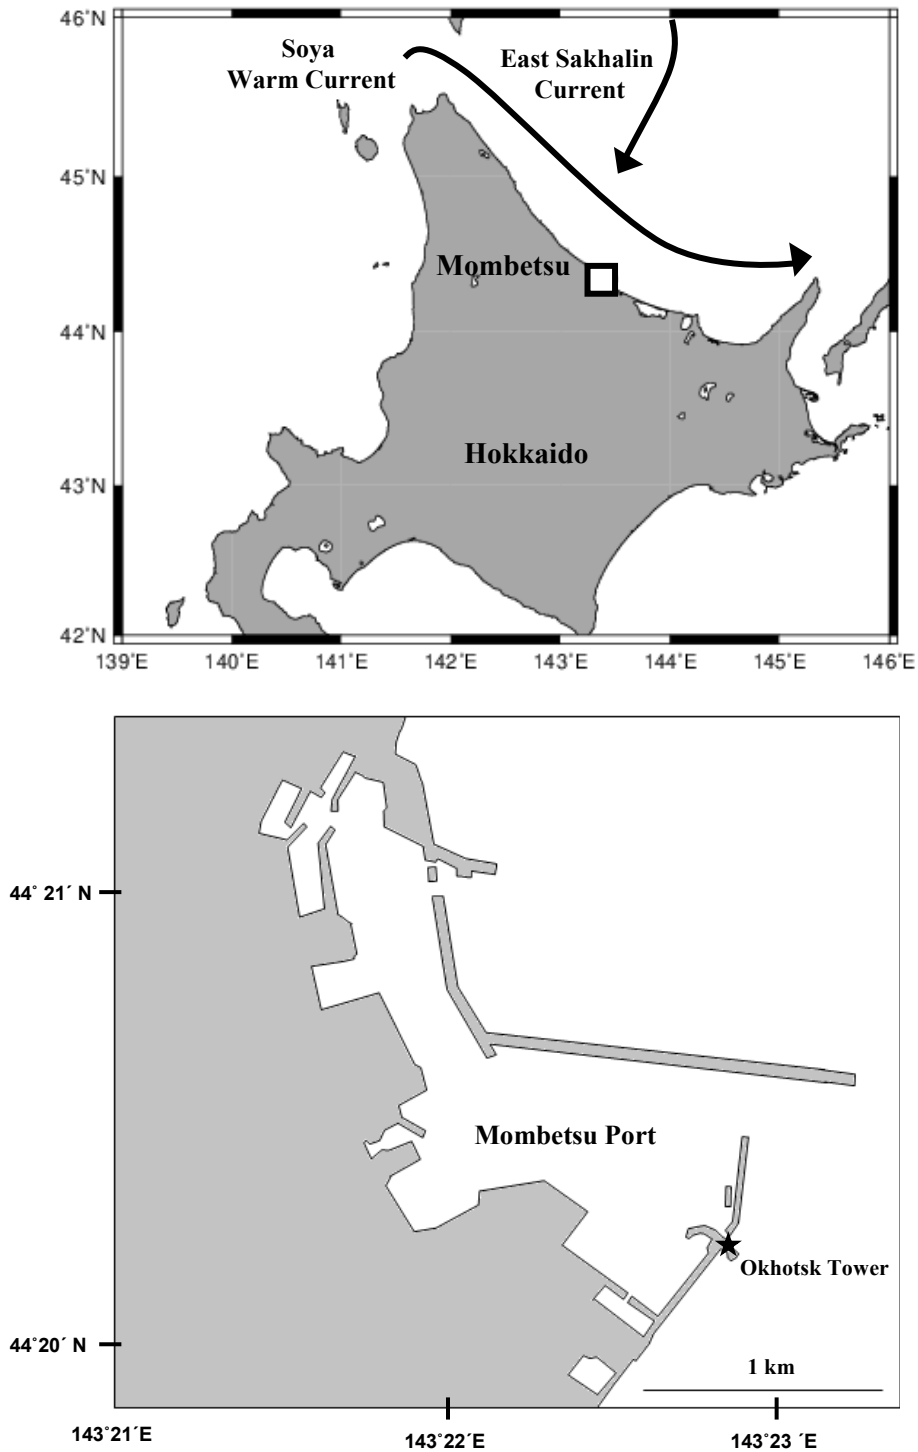 46˚N
Soya
Warm Current
East Sakhalin
Current
45˚N
Mombetsu
44˚N
Hokkaido
43˚N
42˚N
139˚E 140˚E 141˚E 142˚E 143˚E 144˚E 145˚E 146˚E
44˚ 21´ N
Mombetsu Port
Okhotsk Tower
44˚20´ N
1 km
143˚21´E 143˚22´E 143˚23´E